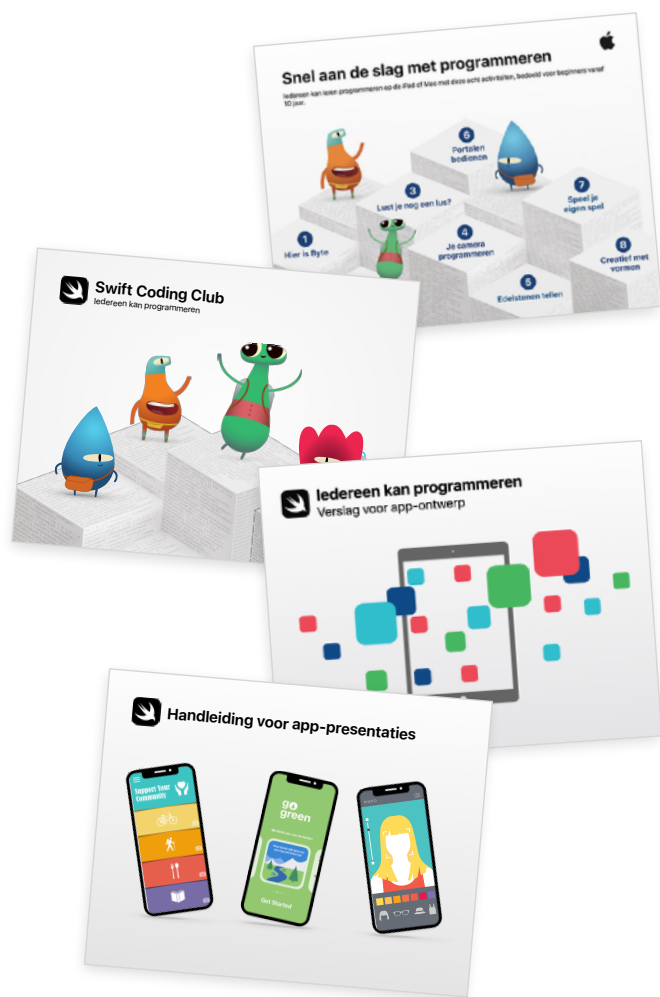 Snel aan de slag met programmeren
Iedereen kan leren programmeren op de iPad of Mac met deze acht activiteiten, bedoeld voor beginners vanaf
10 jaar.
6
Portalen
bedienen
3
Lust je nog een lus?
7
Speel je
eigen spel
1
Hier is Byte
4
Je camera
programmeren
8
Creatief met
vormen
5
Edelstenen tellen
Swift Coding Club
Iedereen kan programmeren
Iedereen kan programmeren
Verslag voor app-ontwerp
Handleiding voor app-presentaties
Support Your
Community
go
green
Get Started